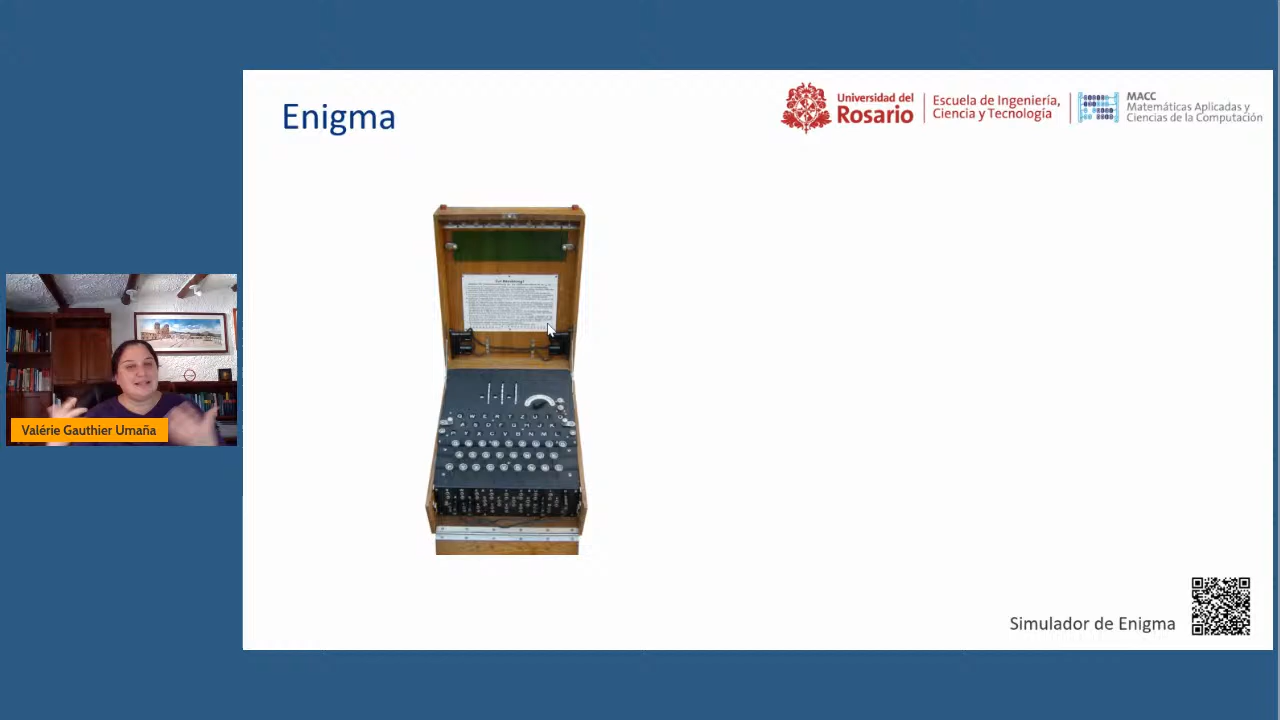 Enigma
Universidad del
Rosario
Escuela de Ingeniería,
Ciencia y Tecnología
MACC
Matemáticas Aplicadas y
Ciencias de la Computación
Valérie Gauthier Umaña
Q W E R T Z U I O
A S D F G H J K
P Y X C V B N M L
Simulador de Enigma